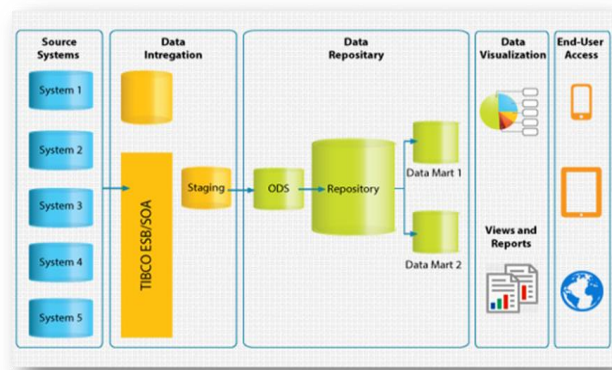 Source
Systems
System 1
System 2
System 3
System 4
System 5
Data
Intregation
TIBCO ESB/SOA
Staging
Data
Repositary
ODS
Repository
Data Mart 1
Data Mart 2
Data
Visualization
Views and
Reports
End-User
Access